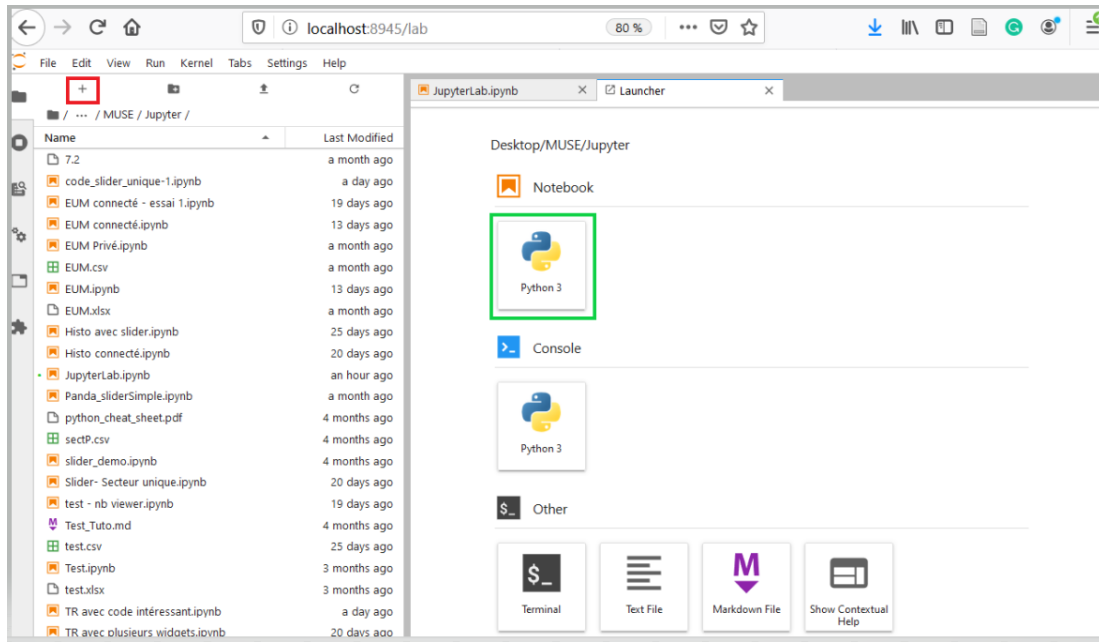 localhost:8945/lab
80 %
File Edit View Run Kernel Tabs Settings Help
+
JupyterLab.ipynb
Launcher
/ ··· / MUSE / Jupyter /
Name Last Modified
7.2 a month ago
code_slider_unique-1.ipynb a day ago
EUM connecté - essai 1.ipynb 19 days ago
EUM connecté.ipynb 13 days ago
EUM Privé.ipynb a month ago
EUM.csv a month ago
EUM.ipynb 13 days ago
EUM.xlsx a month ago
Histo avec slider.ipynb 25 days ago
Histo connecté.ipynb 20 days ago
JupyterLab.ipynb an hour ago
Panda_sliderSimple.ipynb a month ago
python_cheat_sheet.pdf 4 months ago
sectP.csv 4 months ago
slider_demo.ipynb 4 months ago
Slider- Secteur unique.ipynb 20 days ago
test - nb viewer.ipynb 19 days ago
Test_Tuto.md 4 months ago
test.csv 25 days ago
Test.ipynb 3 months ago
test.xlsx 3 months ago
TR avec code intéressant.ipynb a day ago
TR avec plusieurs widgets.ipynb 20 days ago
Desktop/MUSE/Jupyter
Notebook
Python 3
>_ Console
Python 3
$_ Other
$_
M
Terminal
Text File
Markdown File
Show Contextual
Help